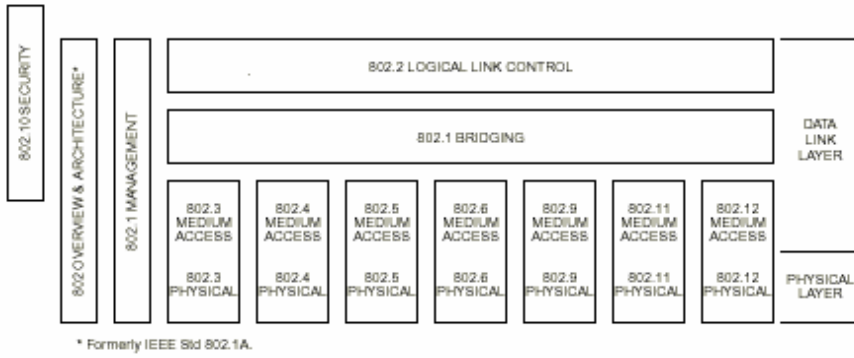 802.10 SECURITY
802 OVERVIEW & ARCHITECTURE*
802.1 MANAGEMENT
802.2 LOGICAL LINK CONTROL
802.1 BRIDGING
DATA
LINK
LAYER
802.3
MEDIUM
ACCESS
802.3
PHYSICAL
802.4
MEDIUM
ACCESS
802.4
PHYSICAL
802.5
MEDIUM
ACCESS
802.5
PHYSICAL
802.6
MEDIUM
ACCESS
802.6
PHYSICAL
802.9
MEDIUM
ACCESS
802.9
PHYSICAL
802.11
MEDIUM
ACCESS
802.11
PHYSICAL
802.12
MEDIUM
ACCESS
802.12
PHYSICAL
PHYSICAL
LAYER
* Formerly IEEE Std 802.1A.